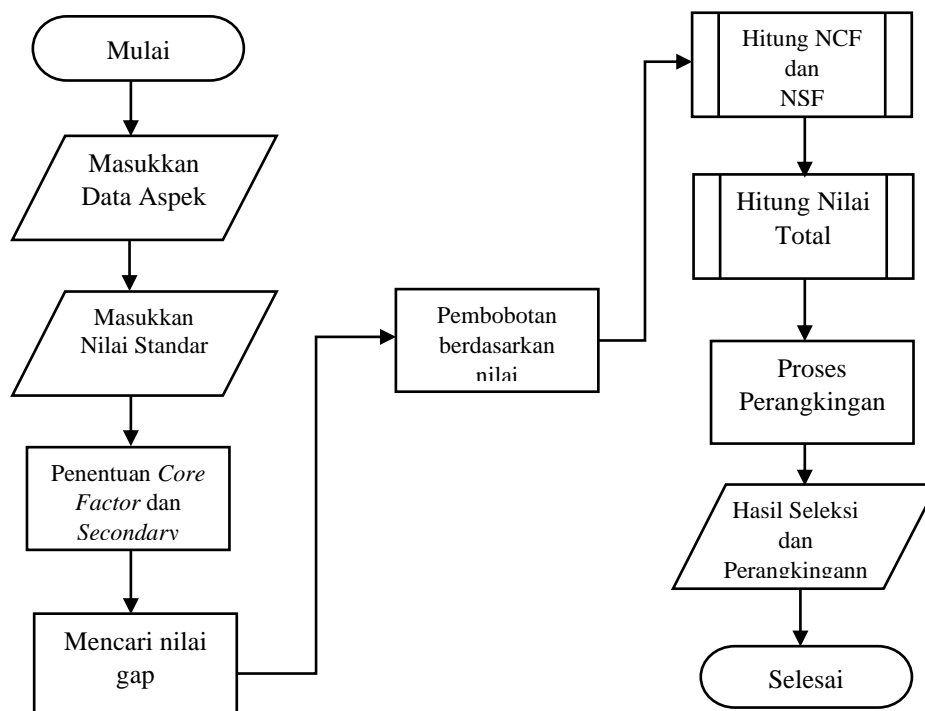 Mulai
Masukkan
Data Aspek
Masukkan
Nilai Standar
Penentuan Core
Factor dan
Secondary
Mencari nilai
gap
Pembobotan
berdasarkan
nilai
Hitung NCF
dan
NSF
Hitung Nilai
Total
Proses
Perangkingan
Hasil Seleksi
dan
Perangkingann
Selesai